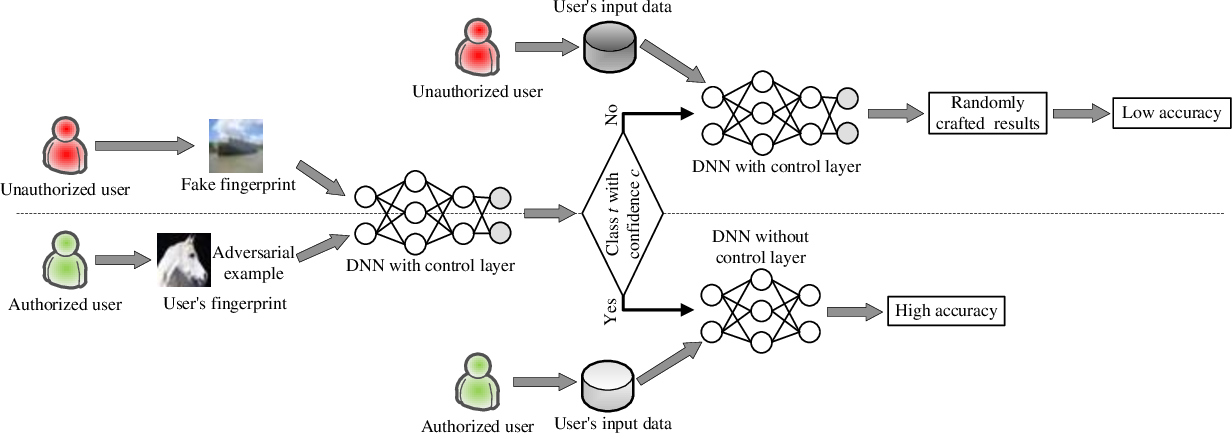 User's input data
Unauthorized user
Unauthorized user
Fake fingerprint
No
DNN with control layer
Randomly
crafted results
Low accuracy
DNN with control layer
Class t with
confidence c
Authorized user
Adversarial
example
User's fingerprint
DNN without
control layer
Yes
High accuracy
Authorized user
User's input data